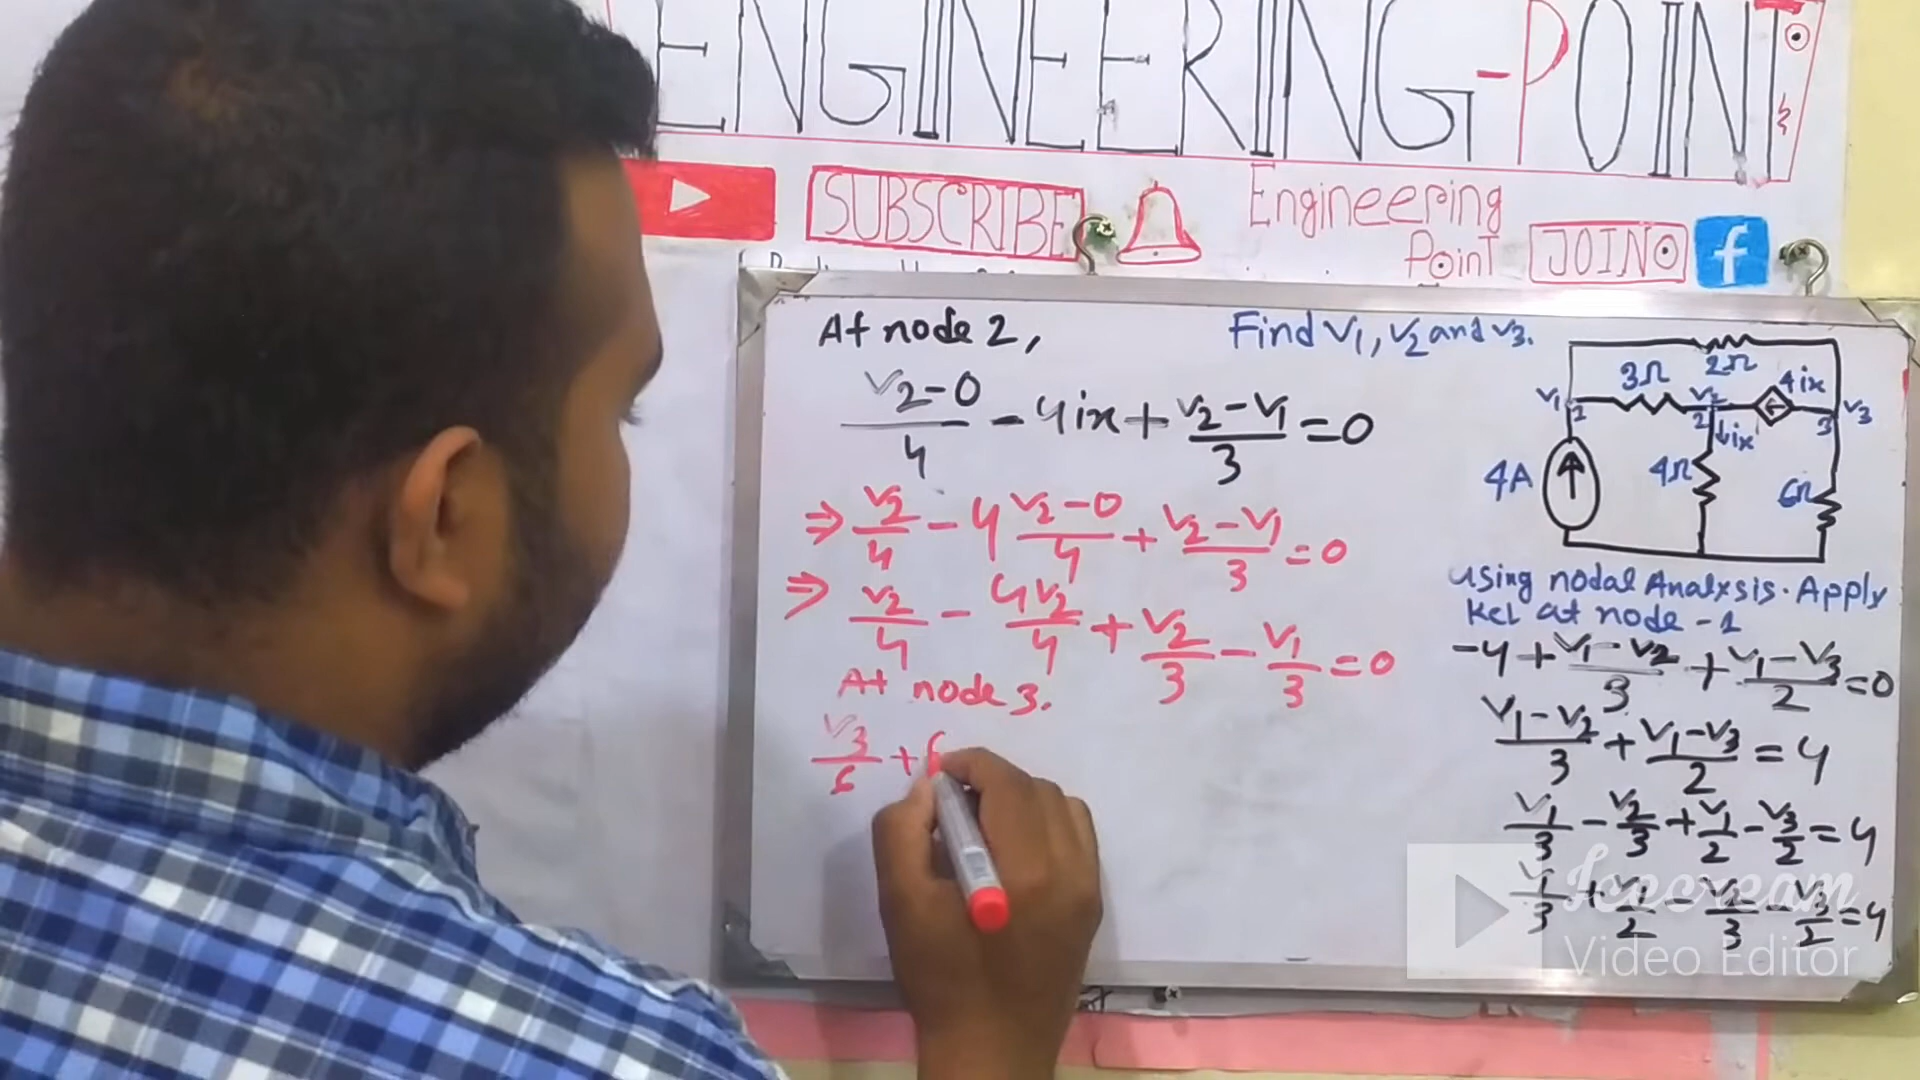 ENGINEERING-POINT
SUBSCRIBE
Engineering
Point
JOIN
f
At node 2,
Find V1, V2 and V3.
(V2-0)/4 - 4ix + (V2-V1)/3 = 0
⇒ V2/4 - 4 (V2-0)/4 + (V2-V1)/3 = 0
⇒ V2/4 - 4V2/4 + V2/3 - V1/3 = 0
At node 3.
V3/6 +
2Ω
3Ω
4ix
V1
1
V2
2
V3
3
↓ix
4A
4Ω
6Ω
using nodal Analysis. Apply
KCL at node -1
-4 + (V1-V2)/3 + (V1-V3)/2 = 0
(V1-V2)/3 + (V1-V3)/2 = 4
V1/3 - V2/3 + V1/2 - V3/2 = 4
V1/3 + V1/2 - V2/3 - V3/2 = 4
Icecream
Video Editor